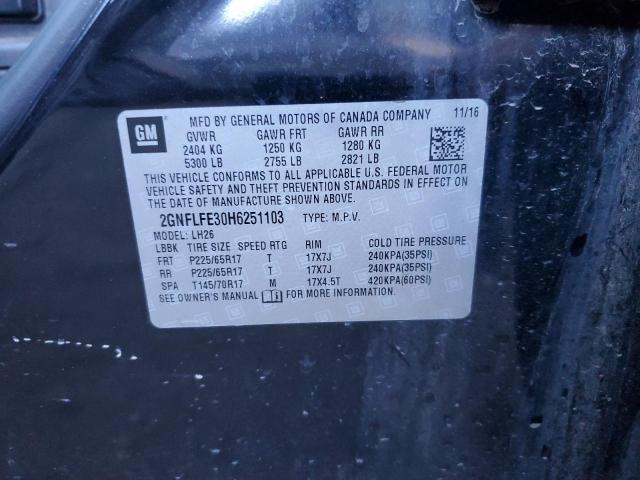 GM
MFD BY GENERAL MOTORS OF CANADA COMPANY 11/16
GVWR GAWR FRT GAWR RR
2404 KG 1250 KG 1280 KG
5300 LB 2755 LB 2821 LB
THIS VEHICLE CONFORMS TO ALL APPLICABLE U.S. FEDERAL MOTOR
VEHICLE SAFETY AND THEFT PREVENTION STANDARDS IN EFFECT ON
THE DATE OF MANUFACTURE SHOWN ABOVE.
2GNFLFE30H6251103 TYPE: M.P.V.
MODEL: LH26
LBBK TIRE SIZE SPEED RTG RIM COLD TIRE PRESSURE
FRT P225/65R17 T 17X7J 240KPA(35PSI)
RR P225/65R17 T 17X7J 240KPA(35PSI)
SPA T145/70R17 M 17X4.5T 420KPA(60PSI)
SEE OWNER'S MANUAL FOR MORE INFORMATION.